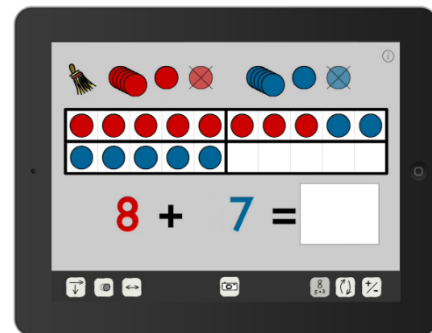 8 + 7 =